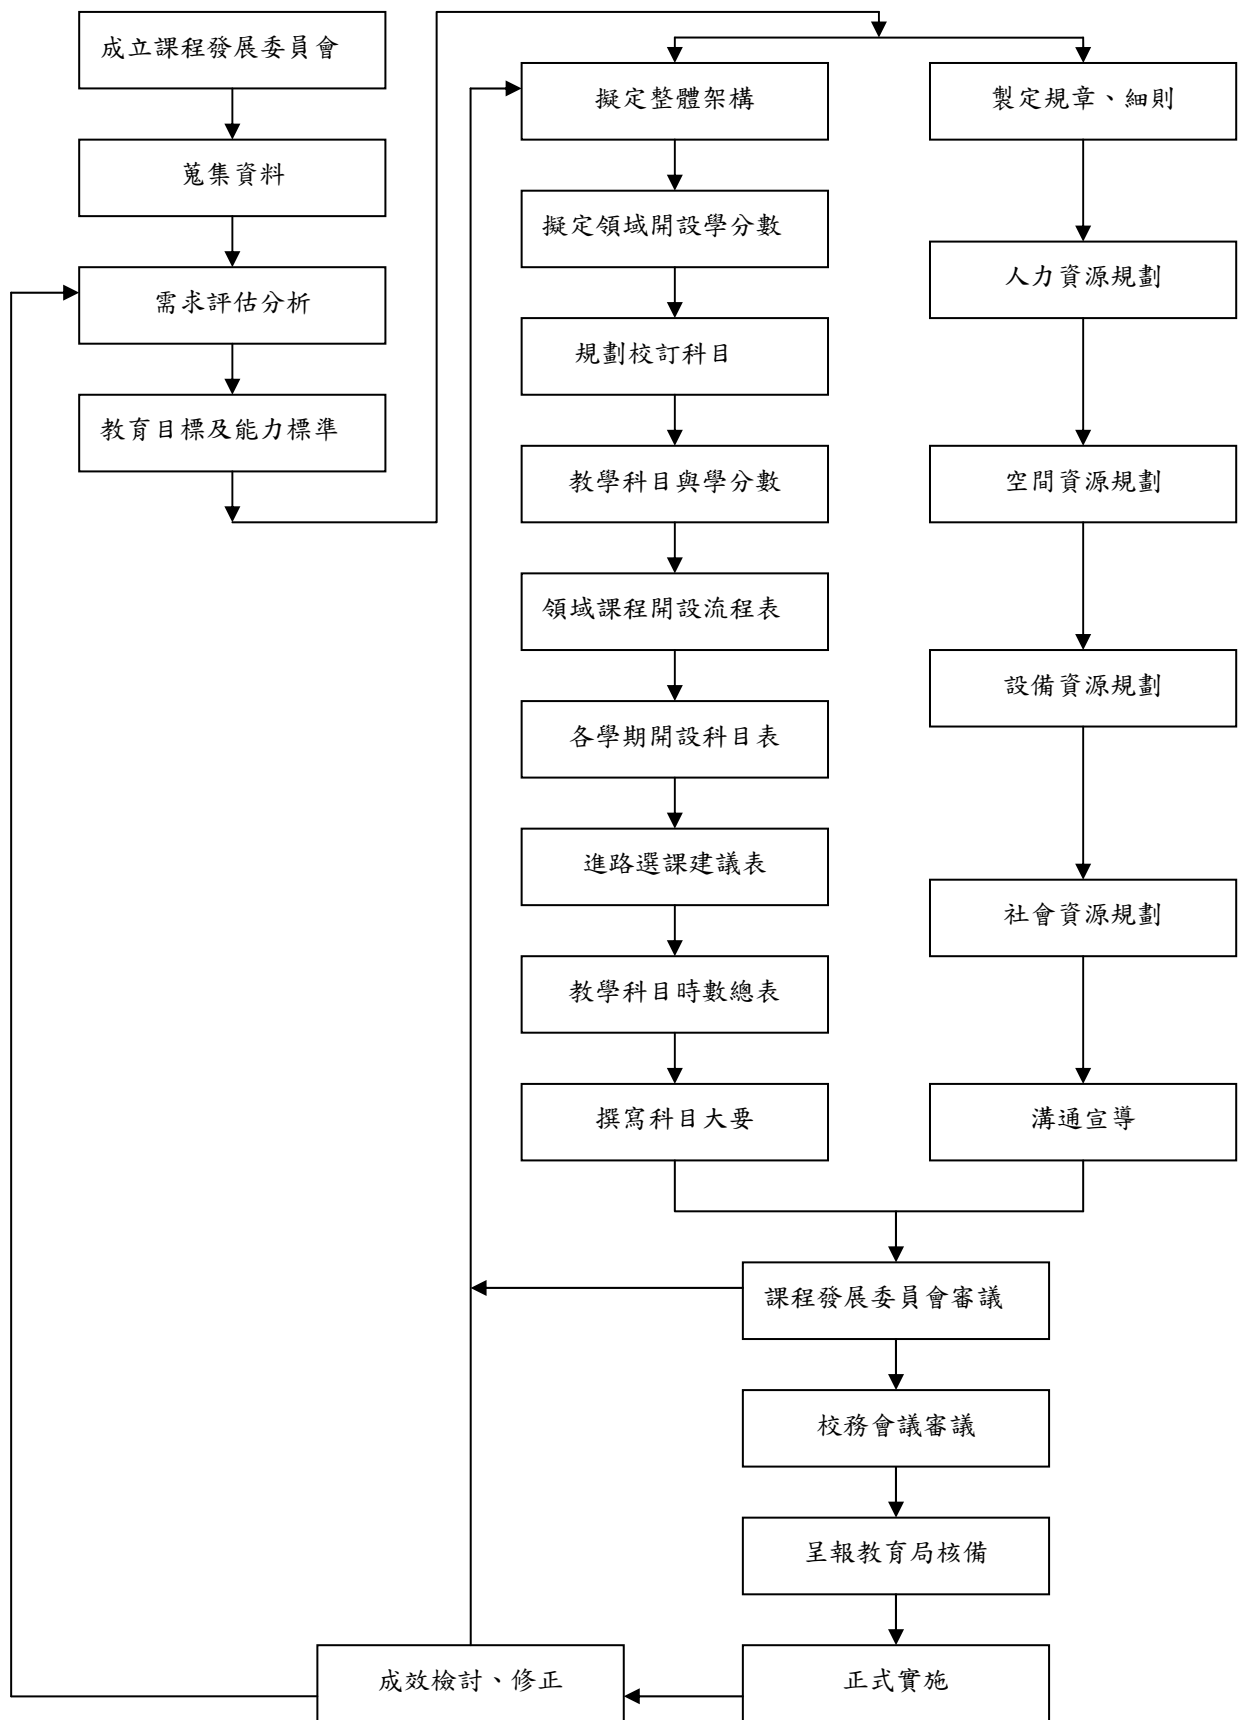 成立課程發展委員會
蒐集資料
需求評估分析
教育目標及能力標準
擬定整體架構
擬定領域開設學分數
規劃校訂科目
教學科目與學分數
領域課程開設流程表
各學期開設科目表
進路選課建議表
教學科目時數總表
撰寫科目大要
製定規章、細則
人力資源規劃
空間資源規劃
設備資源規劃
社會資源規劃
溝通宣導
課程發展委員會審議
校務會議審議
呈報教育局核備
正式實施
成效檢討、修正